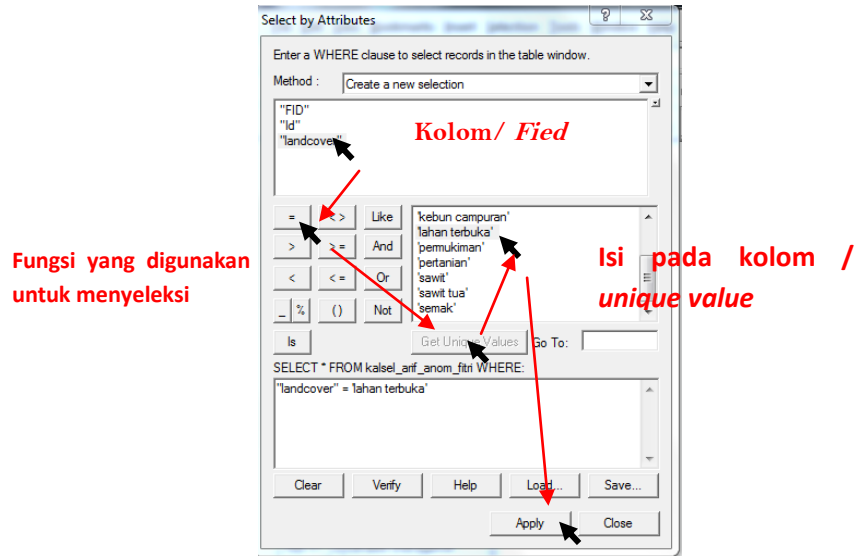 Select by Attributes
Enter a WHERE clause to select records in the table window.
Method : Create a new selection
"FID"
"Id"
"landcover"
Kolom/ Fied
= < > Like
> > = And
< < = Or
_ % () Not
Is
'kebun campuran'
'lahan terbuka'
'permukiman'
'pertanian'
'sawit'
'sawit tua'
'semak'
Fungsi yang digunakan
untuk menyeleksi
Isi pada kolom /
unique value
Get Unique Values Go To:
SELECT * FROM kalsel_arif_anom_fitri WHERE:
"landcover" = 'lahan terbuka'
Clear Verify Help Load... Save...
Apply Close